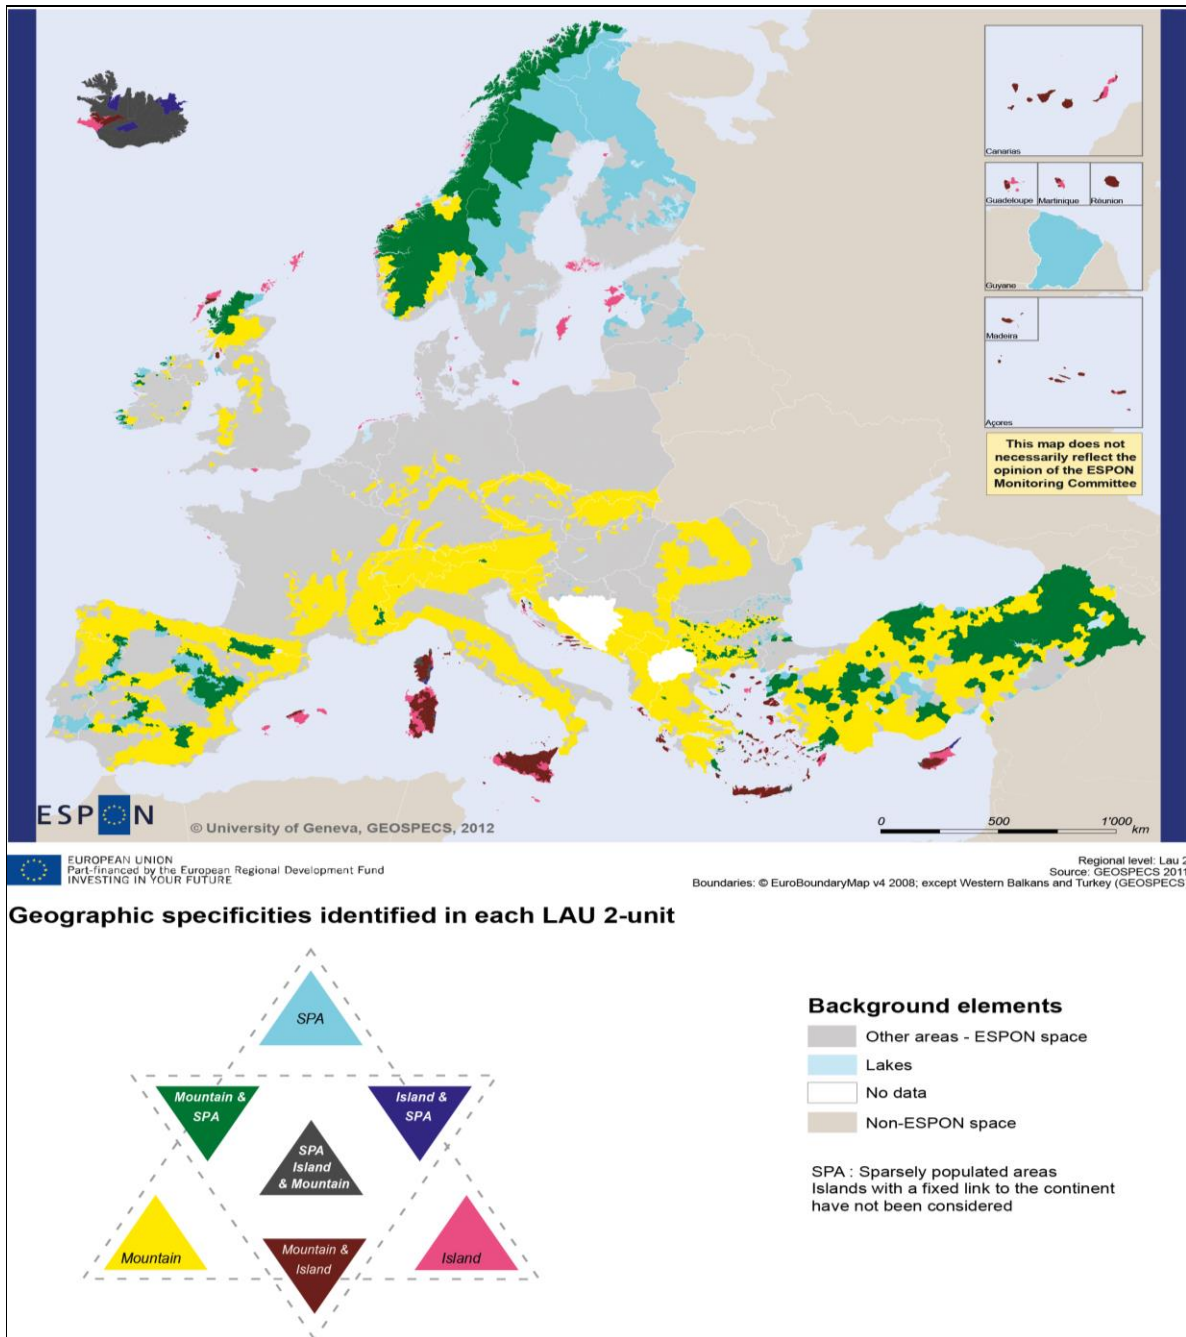 Canarias
Guadeloupe
Martinique
Réunion
Guyane
Madeira
Açores
This map does not
necessarily reflect the
opinion of the ESPON
Monitoring Committee
ESPON
© University of Geneva, GEOSPECS, 2012
0 500 1'000
km
EUROPEAN UNION
Part-financed by the European Regional Development Fund
INVESTING IN YOUR FUTURE
Regional level: Lau 2
Source: GEOSPECS 2011
Boundaries: © EuroBoundaryMap v4 2008; except Western Balkans and Turkey (GEOSPECS)
Geographic specificities identified in each LAU 2-unit
SPA
Mountain &
SPA
Island &
SPA
SPA
Island
& Mountain
Mountain
Mountain &
Island
Island
Background elements
Other areas - ESPON space
Lakes
No data
Non-ESPON space
SPA : Sparsely populated areas
Islands with a fixed link to the continent
have not been considered